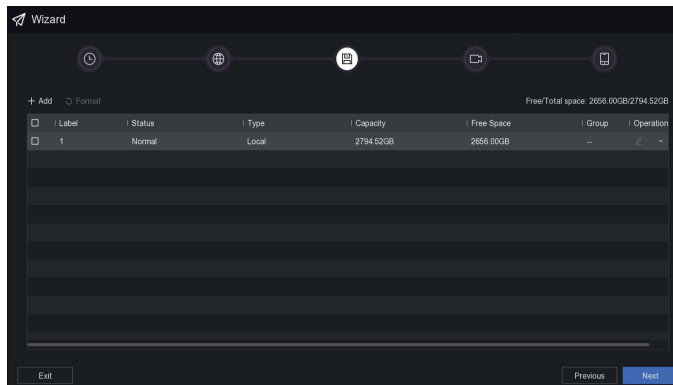 Wizard
+ Add Format Free/Total space: 2656.00GB/2794.52GB
Label Status Type Capacity Free Space Group Operation
1 Normal Local 2794.52GB 2656.00GB -- -
Exit Previous Next